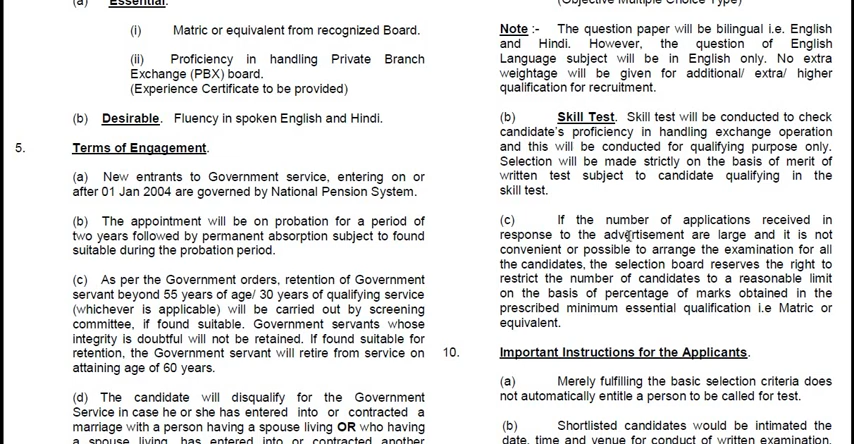 (a) Essential.
(i) Matric or equivalent from recognized Board.
(ii) Proficiency in handling Private Branch
Exchange (PBX) board.
(Experience Certificate to be provided)
(b) Desirable. Fluency in spoken English and Hindi.
5. Terms of Engagement.
(a) New entrants to Government service, entering on or
after 01 Jan 2004 are governed by National Pension System.
(b) The appointment will be on probation for a period of
two years followed by permanent absorption subject to found
suitable during the probation period.
(c) As per the Government orders, retention of Government
servant beyond 55 years of age/ 30 years of qualifying service
(whichever is applicable) will be carried out by screening
committee, if found suitable. Government servants whose
integrity is doubtful will not be retained. If found suitable for
retention, the Government servant will retire from service on
attaining age of 60 years.
(d) The candidate will disqualify for the Government
Service in case he or she has entered into or contracted a
marriage with a person having a spouse living OR who having
a spouse living, has entered into or contracted another
(Objective Multiple Choice Type)
Note :- The question paper will be bilingual i.e. English
and Hindi. However, the question of English
Language subject will be in English only. No extra
weightage will be given for additional/ extra/ higher
qualification for recruitment.
(b) Skill Test. Skill test will be conducted to check
candidate's proficiency in handling exchange operation
and this will be conducted for qualifying purpose only.
Selection will be made strictly on the basis of merit of
written test subject to candidate qualifying in the
skill test.
(c) If the number of applications received in
response to the advertisement are large and it is not
convenient or possible to arrange the examination for all
the candidates, the selection board reserves the right to
restrict the number of candidates to a reasonable limit
on the basis of percentage of marks obtained in the
prescribed minimum essential qualification i.e Matric or
equivalent.
10. Important Instructions for the Applicants.
(a) Merely fulfilling the basic selection criteria does
not automatically entitle a person to be called for test.
(b) Shortlisted candidates would be intimated the
date, time and venue for conduct of written examination.